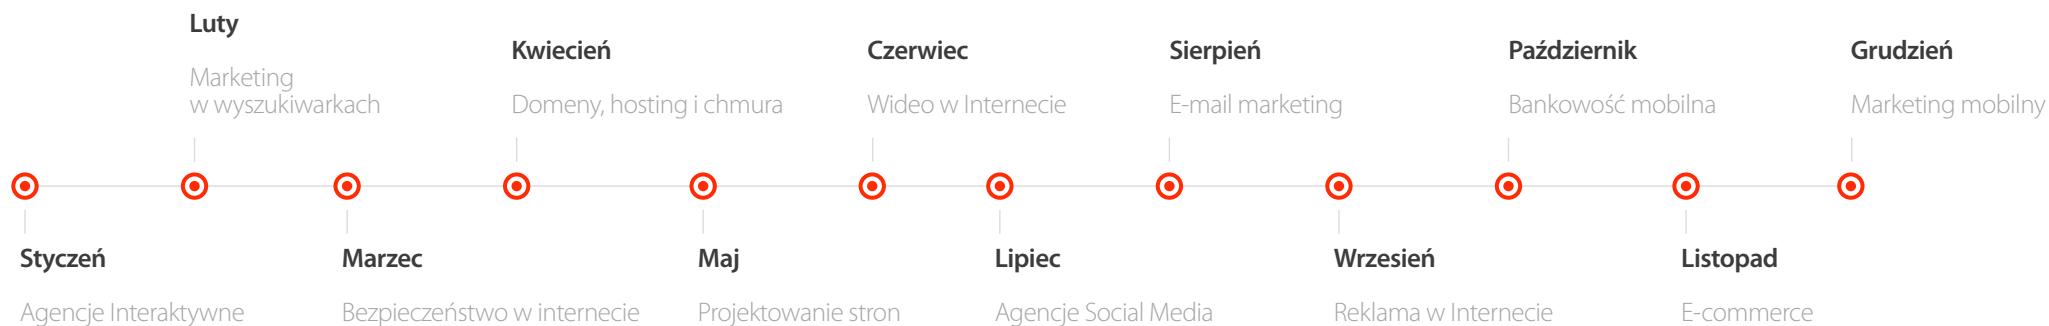 Luty
Marketing
w wyszukiwarkach
Kwiecień
Domeny, hosting i chmura
Czerwiec
Wideo w Internecie
Sierpień
E-mail marketing
Październik
Bankowość mobilna
Grudzień
Marketing mobilny
Styczeń
Agencje Interaktywne
Marzec
Bezpieczeństwo w internecie
Maj
Projektowanie stron
Lipiec
Agencje Social Media
Wrzesień
Reklama w Internecie
Listopad
E-commerce